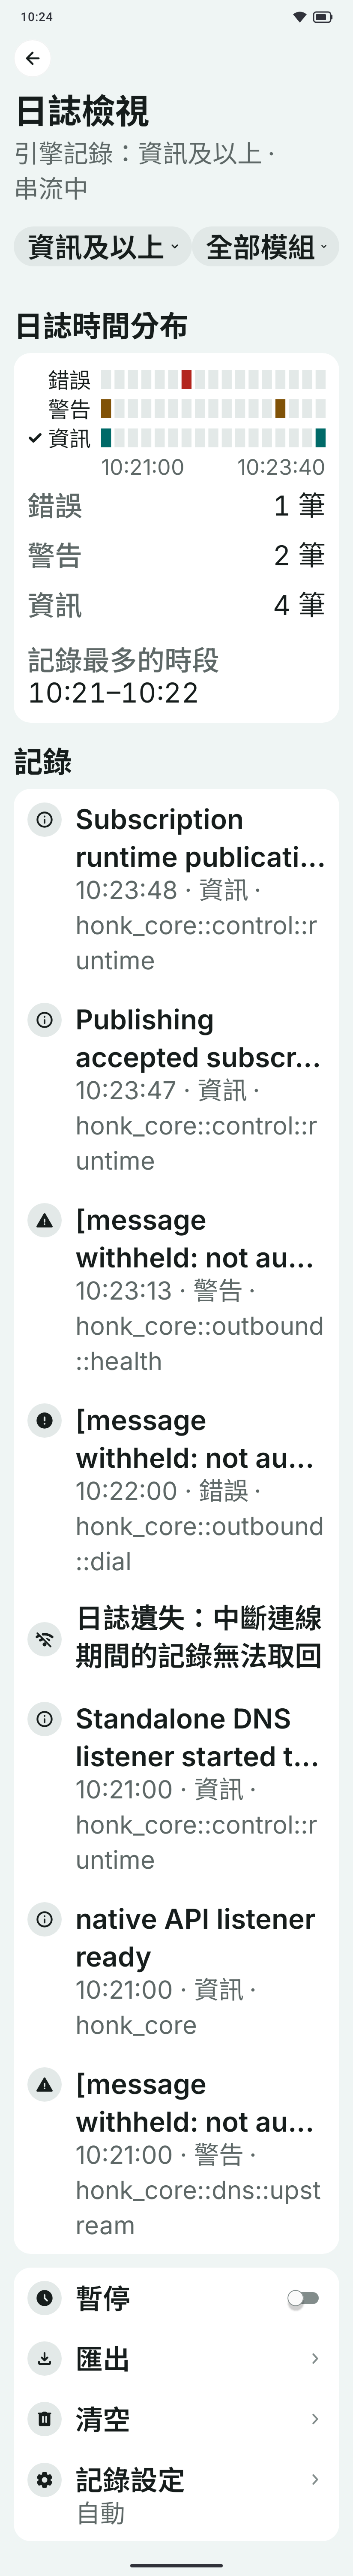 10:24
日誌檢視
引擎記錄：資訊及以上 ·
串流中
資訊及以上 全部模組
日誌時間分布
錯誤
警告
資訊
10:21:00 10:23:40
錯誤 1 筆
警告 2 筆
資訊 4 筆
記錄最多的時段
10:21–10:22
記錄
Subscription
runtime publicati…
10:23:48 · 資訊 ·
honk_core::control::r
untime
Publishing
accepted subscr…
10:23:47 · 資訊 ·
honk_core::control::r
untime
[message
withheld: not au…
10:23:13 · 警告 ·
honk_core::outbound
::health
[message
withheld: not au…
10:22:00 · 錯誤 ·
honk_core::outbound
::dial
日誌遺失：中斷連線
期間的記錄無法取回
Standalone DNS
listener started t…
10:21:00 · 資訊 ·
honk_core::control::r
untime
native API listener
ready
10:21:00 · 資訊 ·
honk_core
[message
withheld: not au…
10:21:00 · 警告 ·
honk_core::dns::upst
ream
暫停
匯出
清空
記錄設定
自動